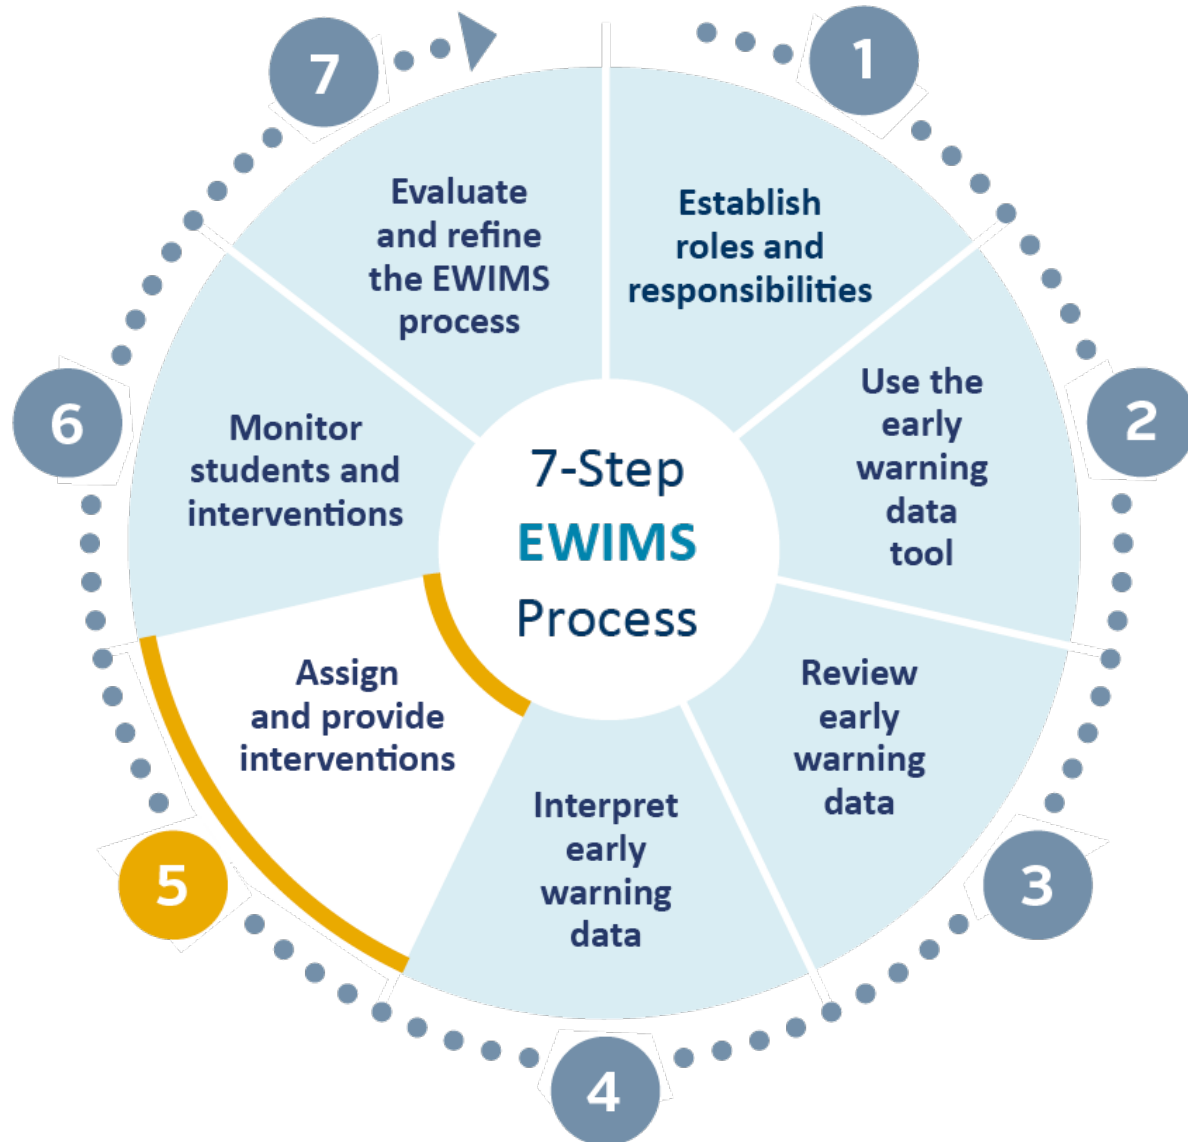 7-Step
EWIMS
Process
1
Establish
roles and
responsibilities
2
Use the
early
warning
data
tool
3
Review
early
warning
data
4
Interpret
early
warning
data
5
Assign
and provide
interventions
6
Monitor
students and
interventions
7
Evaluate
and refine
the EWIMS
process